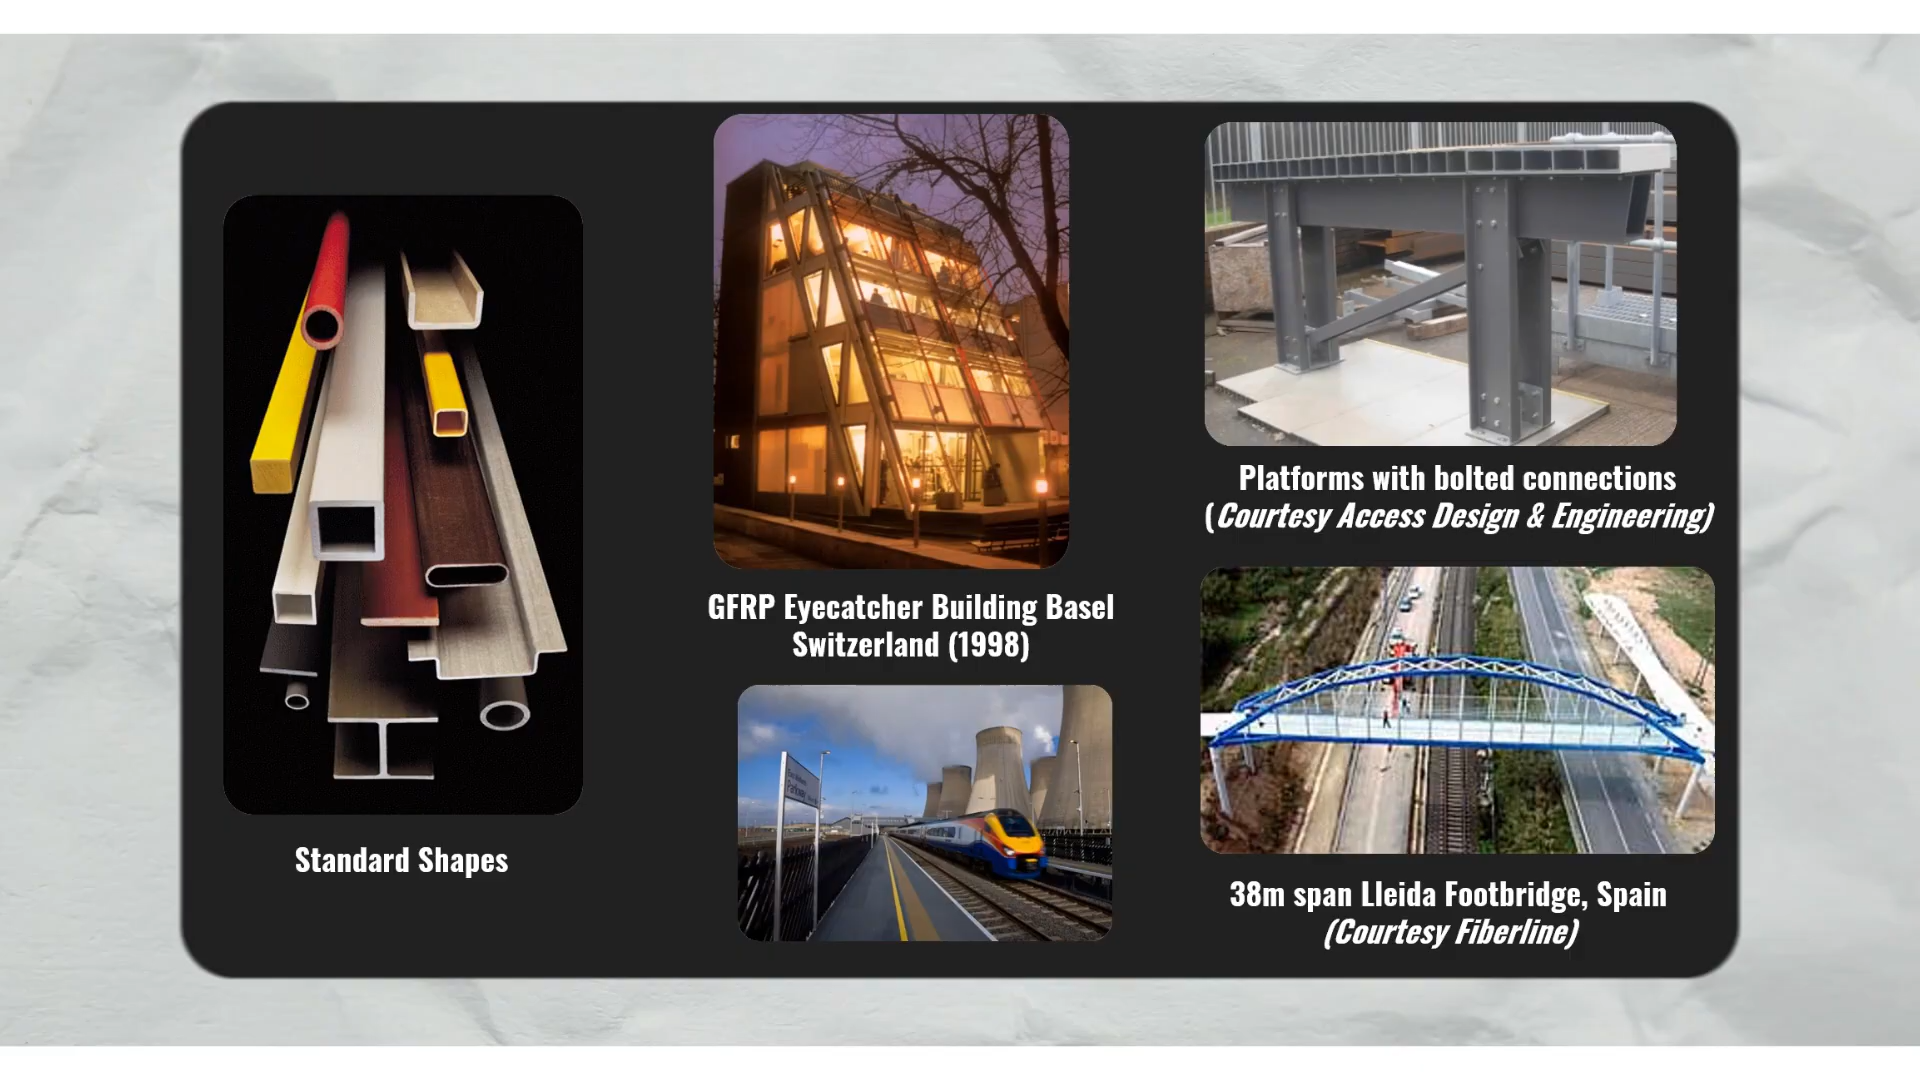 Standard Shapes
GFRP Eyecatcher Building Basel
Switzerland (1998)
Parkway
Platforms with bolted connections
(Courtesy Access Design & Engineering)
38m span Lleida Footbridge, Spain
(Courtesy Fiberline)